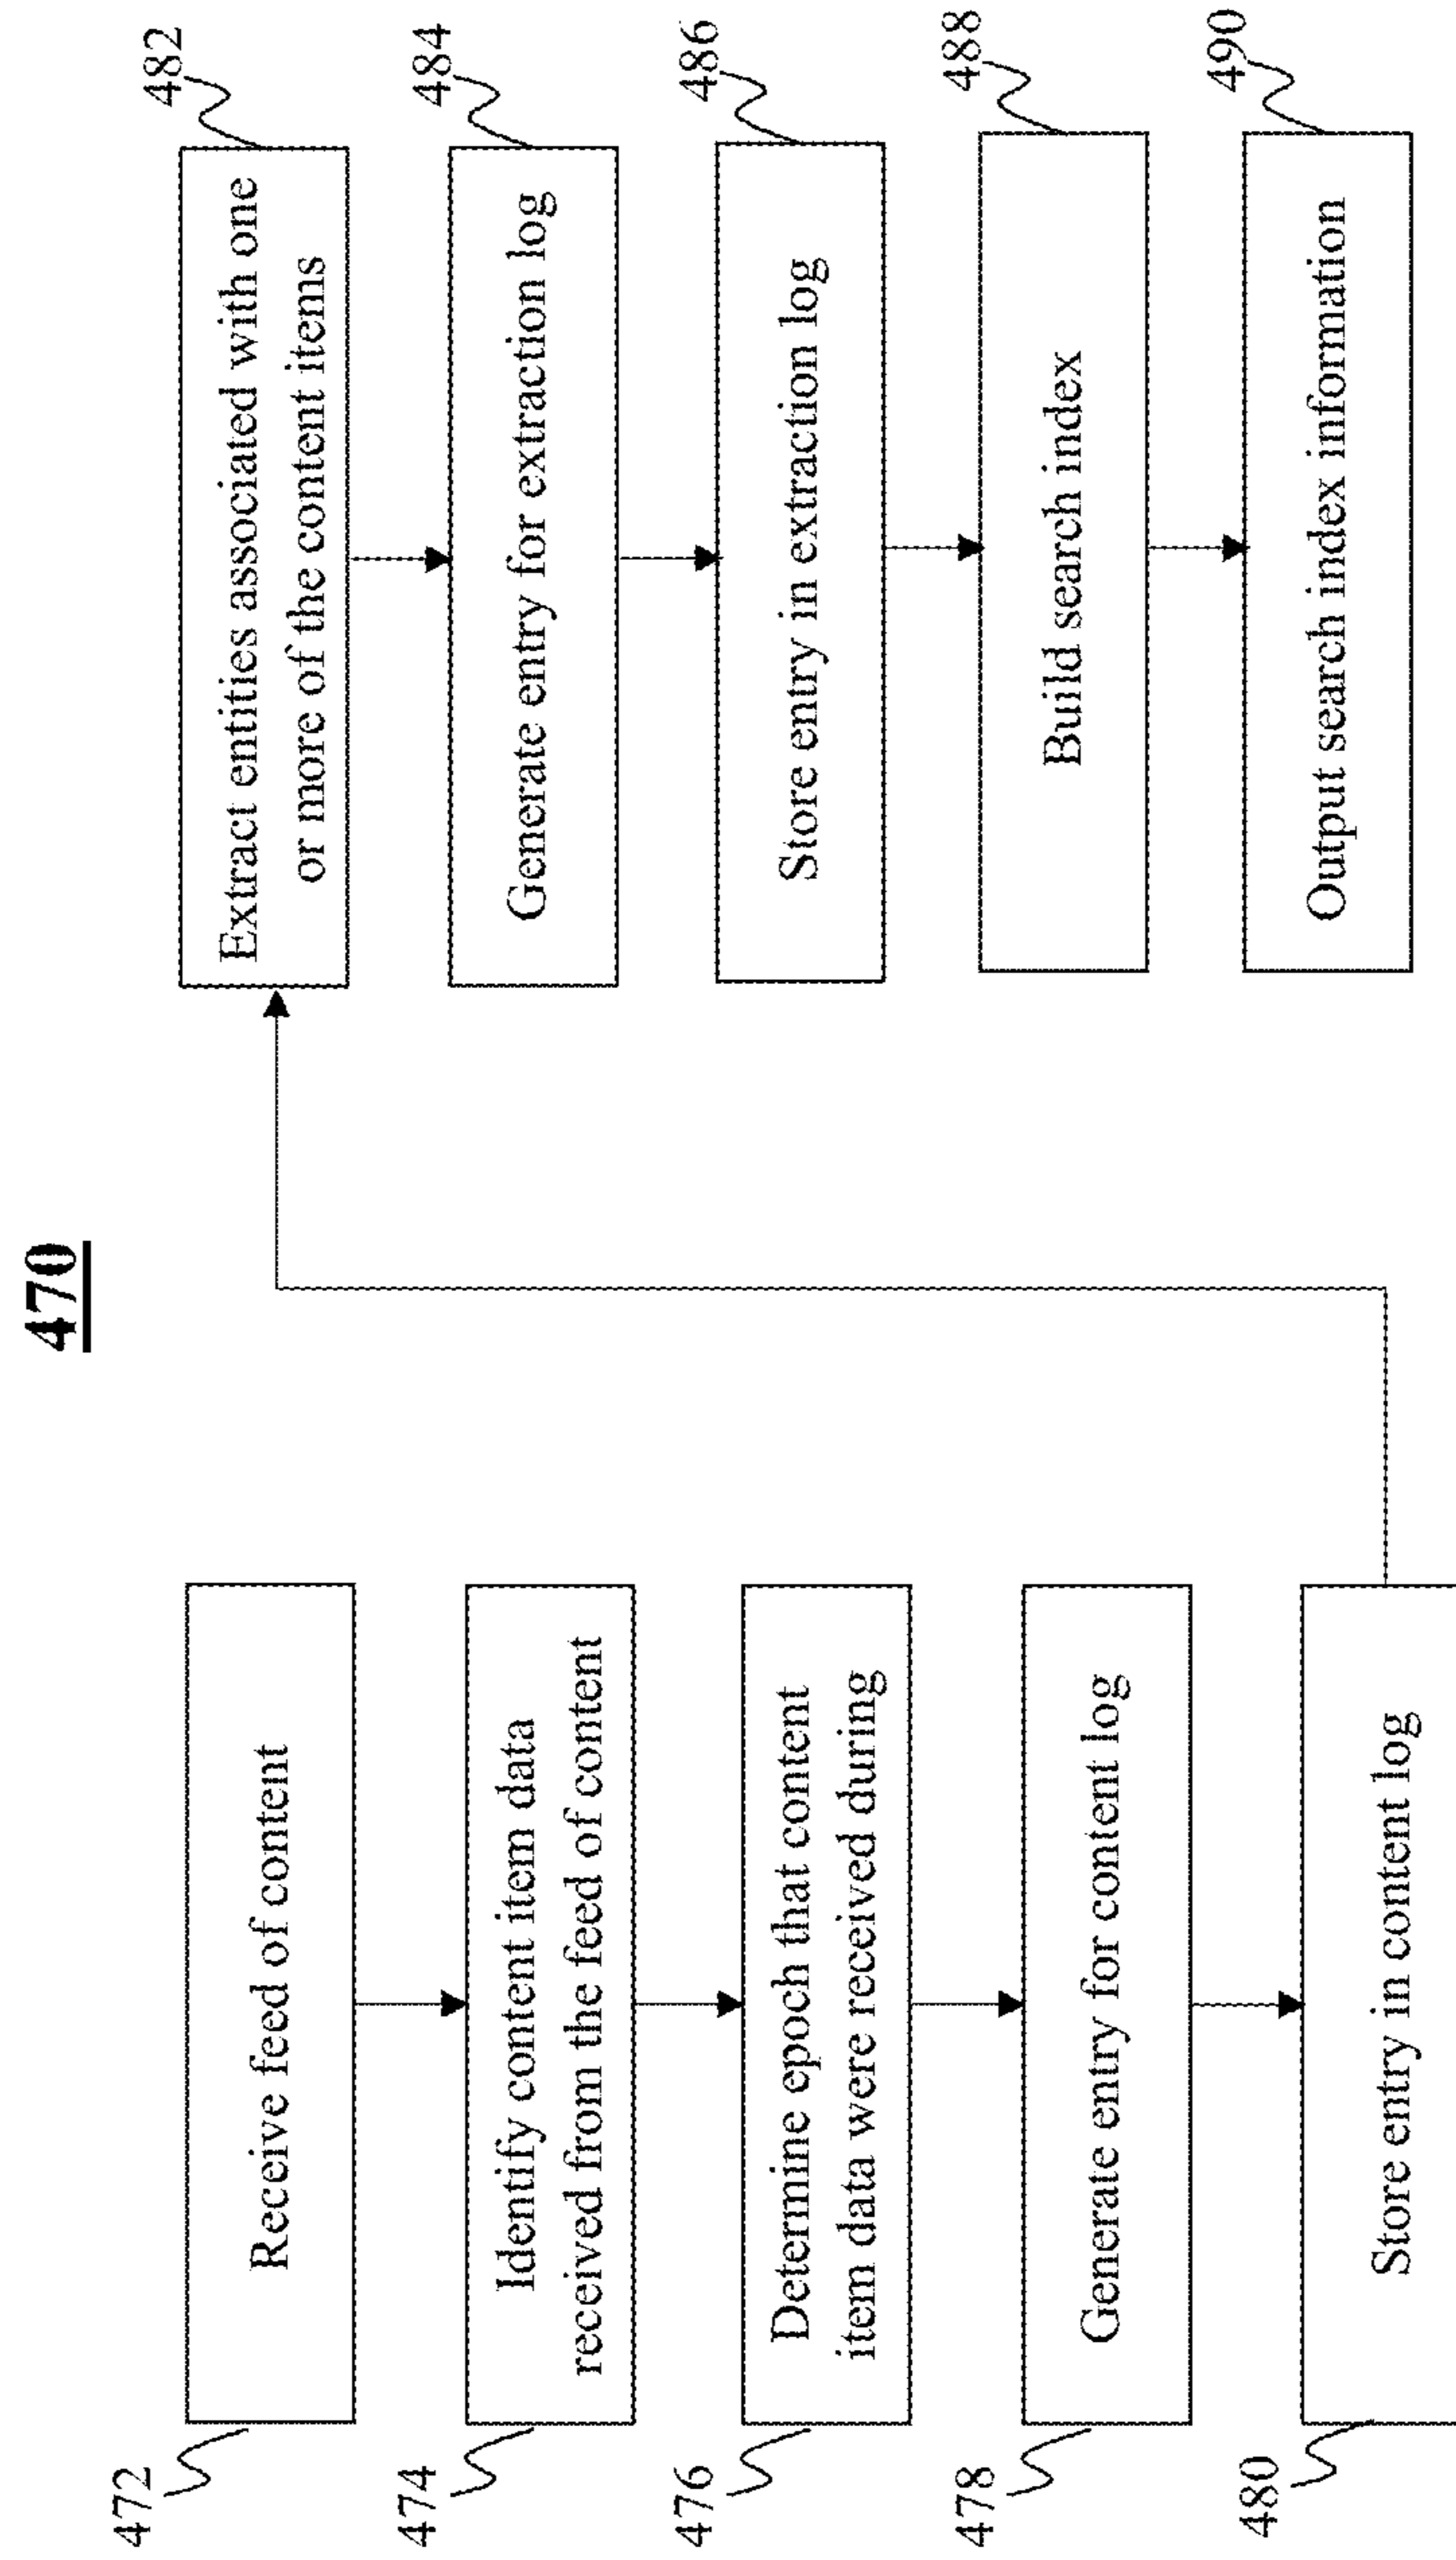 470
472
Receive feed of content
474
Identify content item data
received from the feed of content
476
Determine epoch that content
item data were received during
478
Generate entry for content log
480
Store entry in content log
482
Extract entities associated with one
or more of the content items
484
Generate entry for extraction log
486
Store entry in extraction log
488
Build search index
490
Output search index information